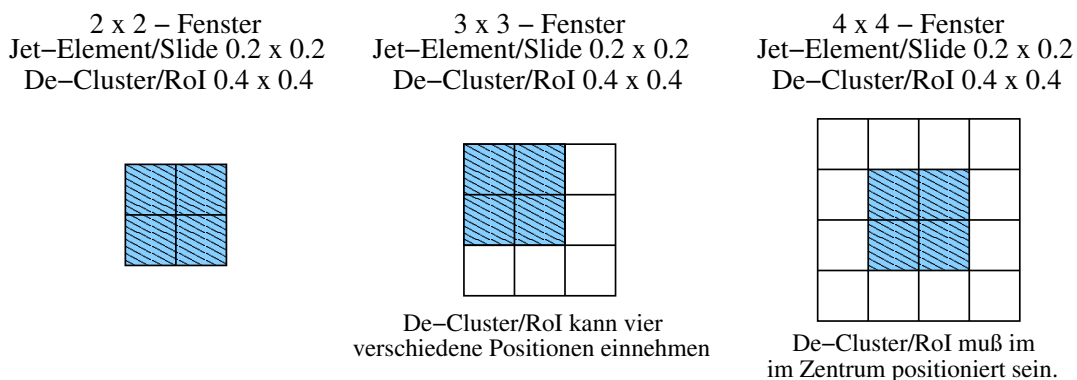 2 x 2 – Fenster
Jet–Element/Slide 0.2 x 0.2
De–Cluster/RoI 0.4 x 0.4
3 x 3 – Fenster
Jet–Element/Slide 0.2 x 0.2
De–Cluster/RoI 0.4 x 0.4
De–Cluster/RoI kann vier
verschiedene Positionen einnehmen
4 x 4 – Fenster
Jet–Element/Slide 0.2 x 0.2
De–Cluster/RoI 0.4 x 0.4
De–Cluster/RoI muß im
im Zentrum positioniert sein.